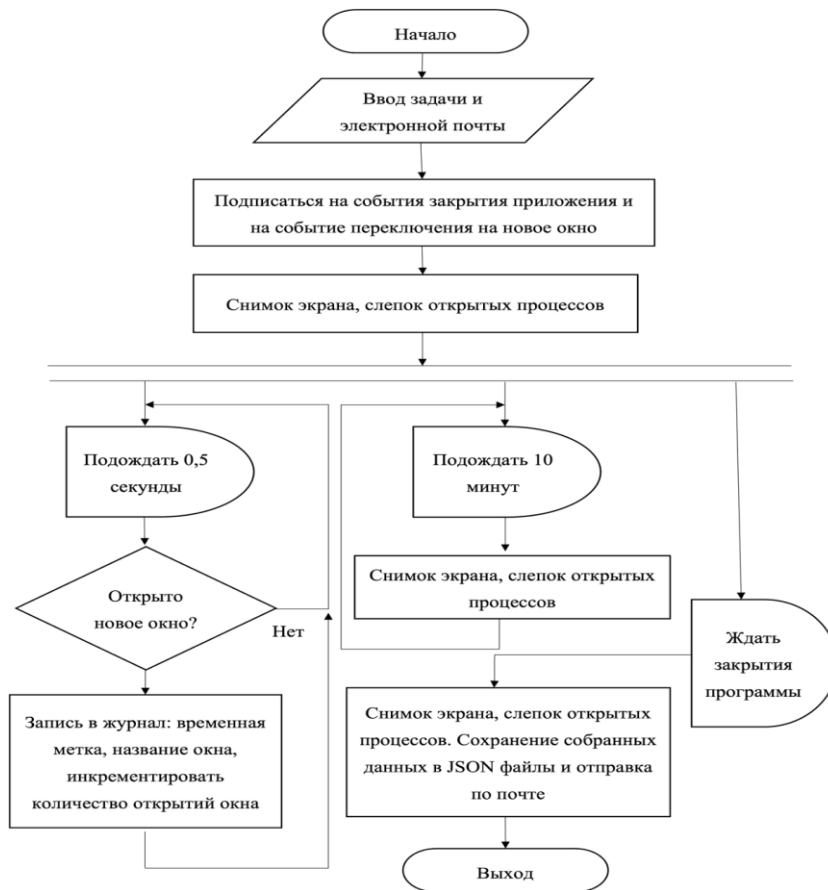 Начало
Ввод задачи и
электронной почты
Подписаться на события закрытия приложения и
на событие переключения на новое окно
Снимок экрана, слепок открытых процессов
Подождать 0,5
секунды
Открыто
новое окно?
Нет
Запись в журнал: временная
метка, название окна,
инкрементировать
количество открытий окна
Подождать 10
минут
Снимок экрана, слепок открытых
процессов
Ждать
закрытия
программы
Снимок экрана, слепок открытых
процессов. Сохранение собранных
данных в JSON файлы и отправка
по почте
Выход